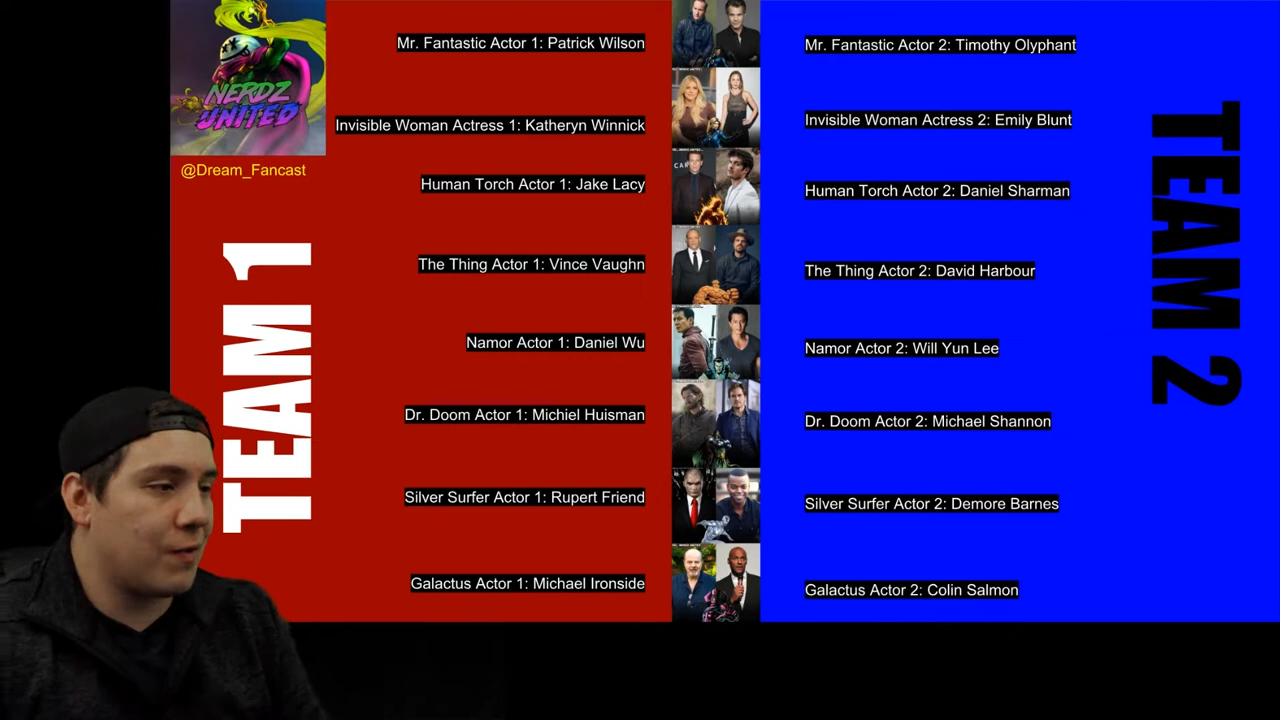 NERDZ
UNITED
@Dream_Fancast
TEAM 1
Mr. Fantastic Actor 1: Patrick Wilson
Invisible Woman Actress 1: Katheryn Winnick
Human Torch Actor 1: Jake Lacy
The Thing Actor 1: Vince Vaughn
Namor Actor 1: Daniel Wu
Dr. Doom Actor 1: Michiel Huisman
Silver Surfer Actor 1: Rupert Friend
Galactus Actor 1: Michael Ironside
Mr. Fantastic Actor 2: Timothy Olyphant
Invisible Woman Actress 2: Emily Blunt
Human Torch Actor 2: Daniel Sharman
The Thing Actor 2: David Harbour
Namor Actor 2: Will Yun Lee
Dr. Doom Actor 2: Michael Shannon
Silver Surfer Actor 2: Demore Barnes
Galactus Actor 2: Colin Salmon
TEAM 2